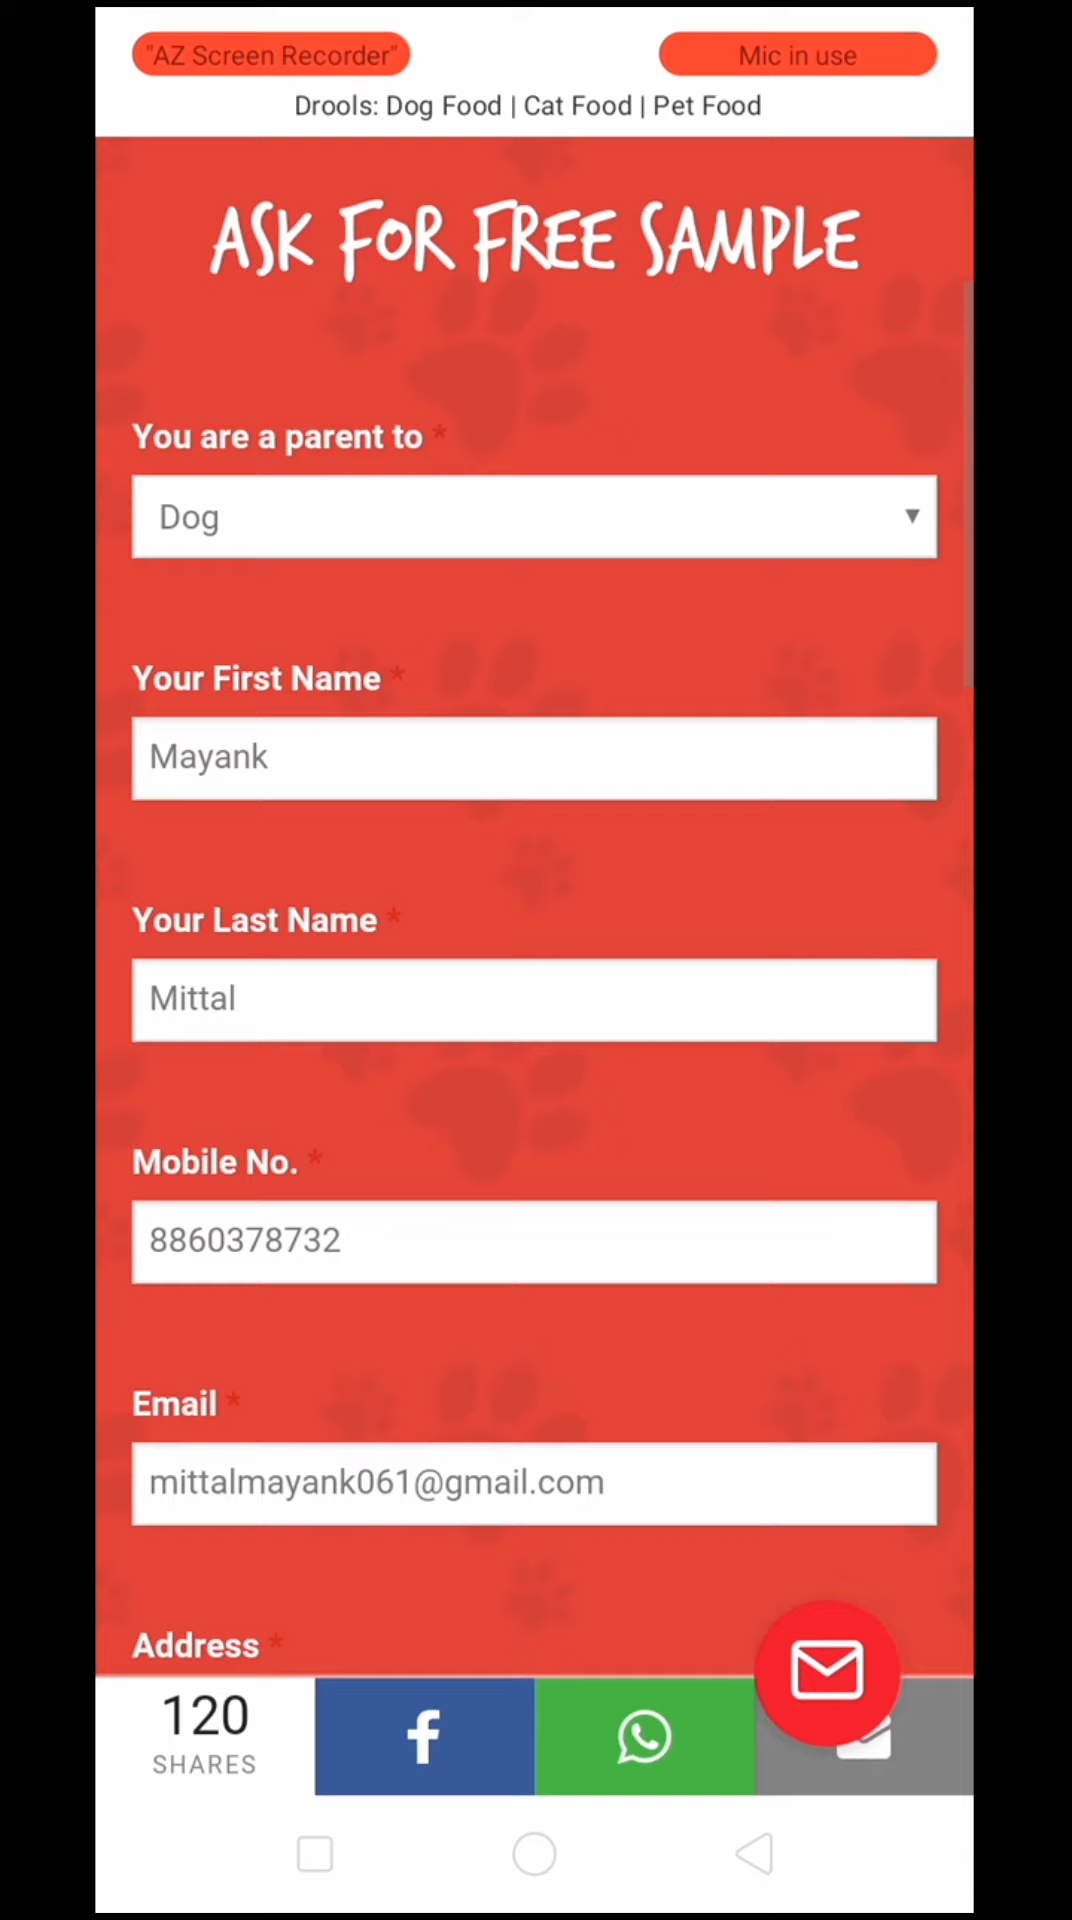 "AZ Screen Recorder"
Mic in use
Drools: Dog Food | Cat Food | Pet Food
ASK FOR FREE SAMPLE
You are a parent to *
Dog
Your First Name *
Mayank
Your Last Name *
Mittal
Mobile No. *
8860378732
Email *
mittalmayank061@gmail.com
Address *
120
SHARES